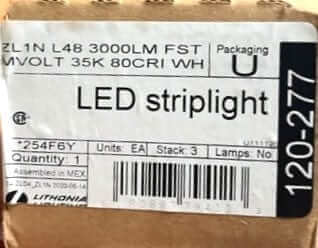 ZL1N L48 3000LM FST
MVOLT 35K 80CRI WH
Packaging
U
LED striplight
120-277
*254F6Y
Units: EA
Stack: 3
Lamps: No
Quantity: 1
Assembled in MEX
LITHONIA